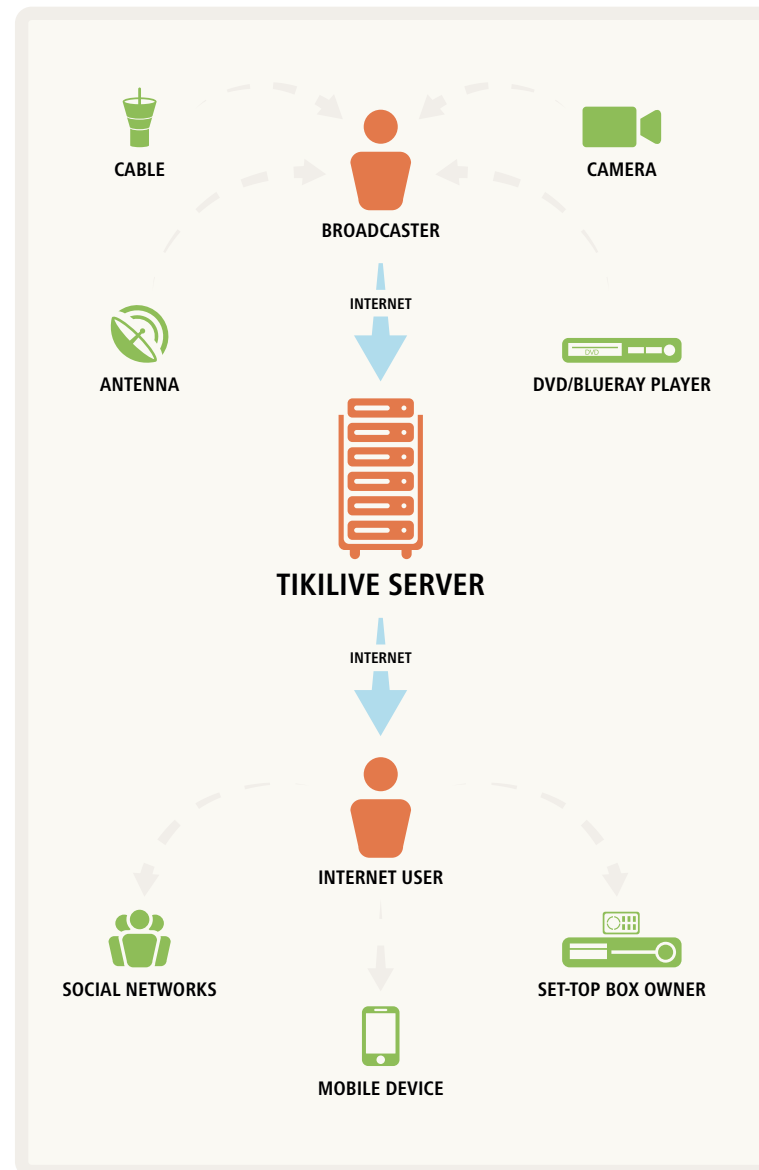 CABLE
CAMERA
BROADCASTER
INTERNET
ANTENNA
DVD
DVD/BLUERAY PLAYER
TIKILIVE SERVER
INTERNET
INTERNET USER
SOCIAL NETWORKS
SET-TOP BOX OWNER
MOBILE DEVICE